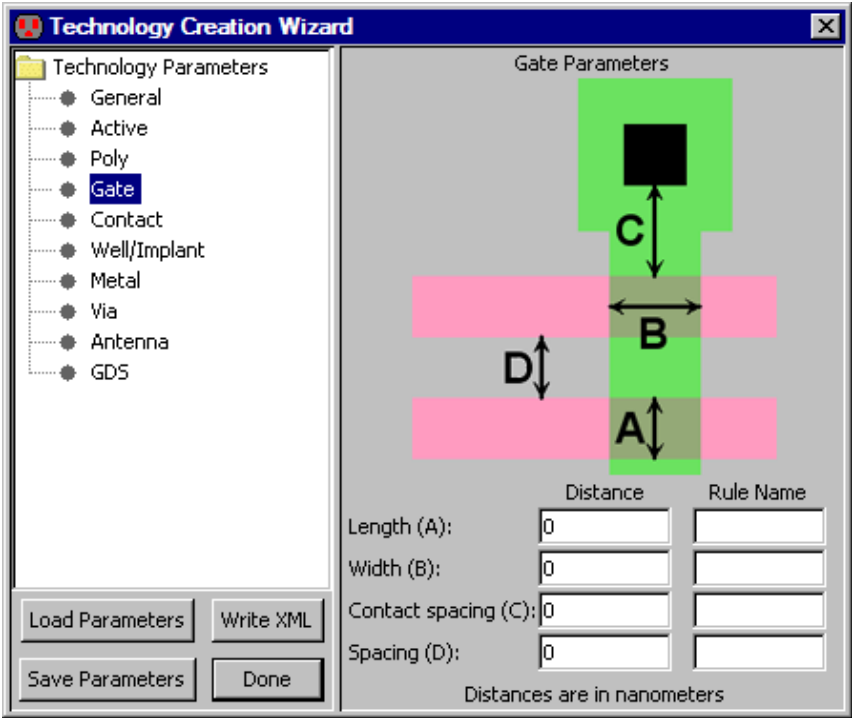 Technology Creation Wizard
Technology Parameters
General
Active
Poly
Gate
Contact
Well/Implant
Metal
Via
Antenna
GDS
Load Parameters
Write XML
Save Parameters
Done
Gate Parameters
C
B
D
A
Distance Rule Name
Length (A): 0
Width (B): 0
Contact spacing (C): 0
Spacing (D): 0
Distances are in nanometers